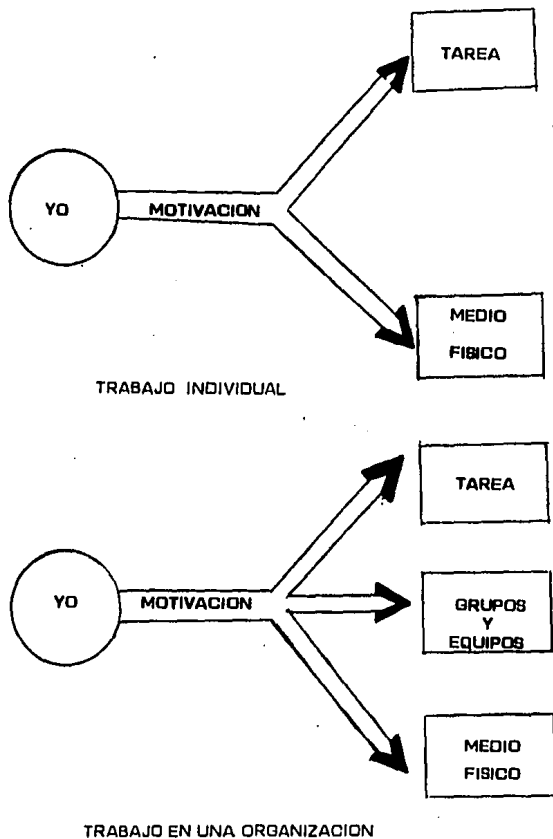 TAREA
YO
MOTIVACION
MEDIO
FISICO
TRABAJO INDIVIDUAL
TAREA
YO
MOTIVACION
GRUPOS
Y
EQUIPOS
MEDIO
FISICO
TRABAJO EN UNA ORGANIZACION